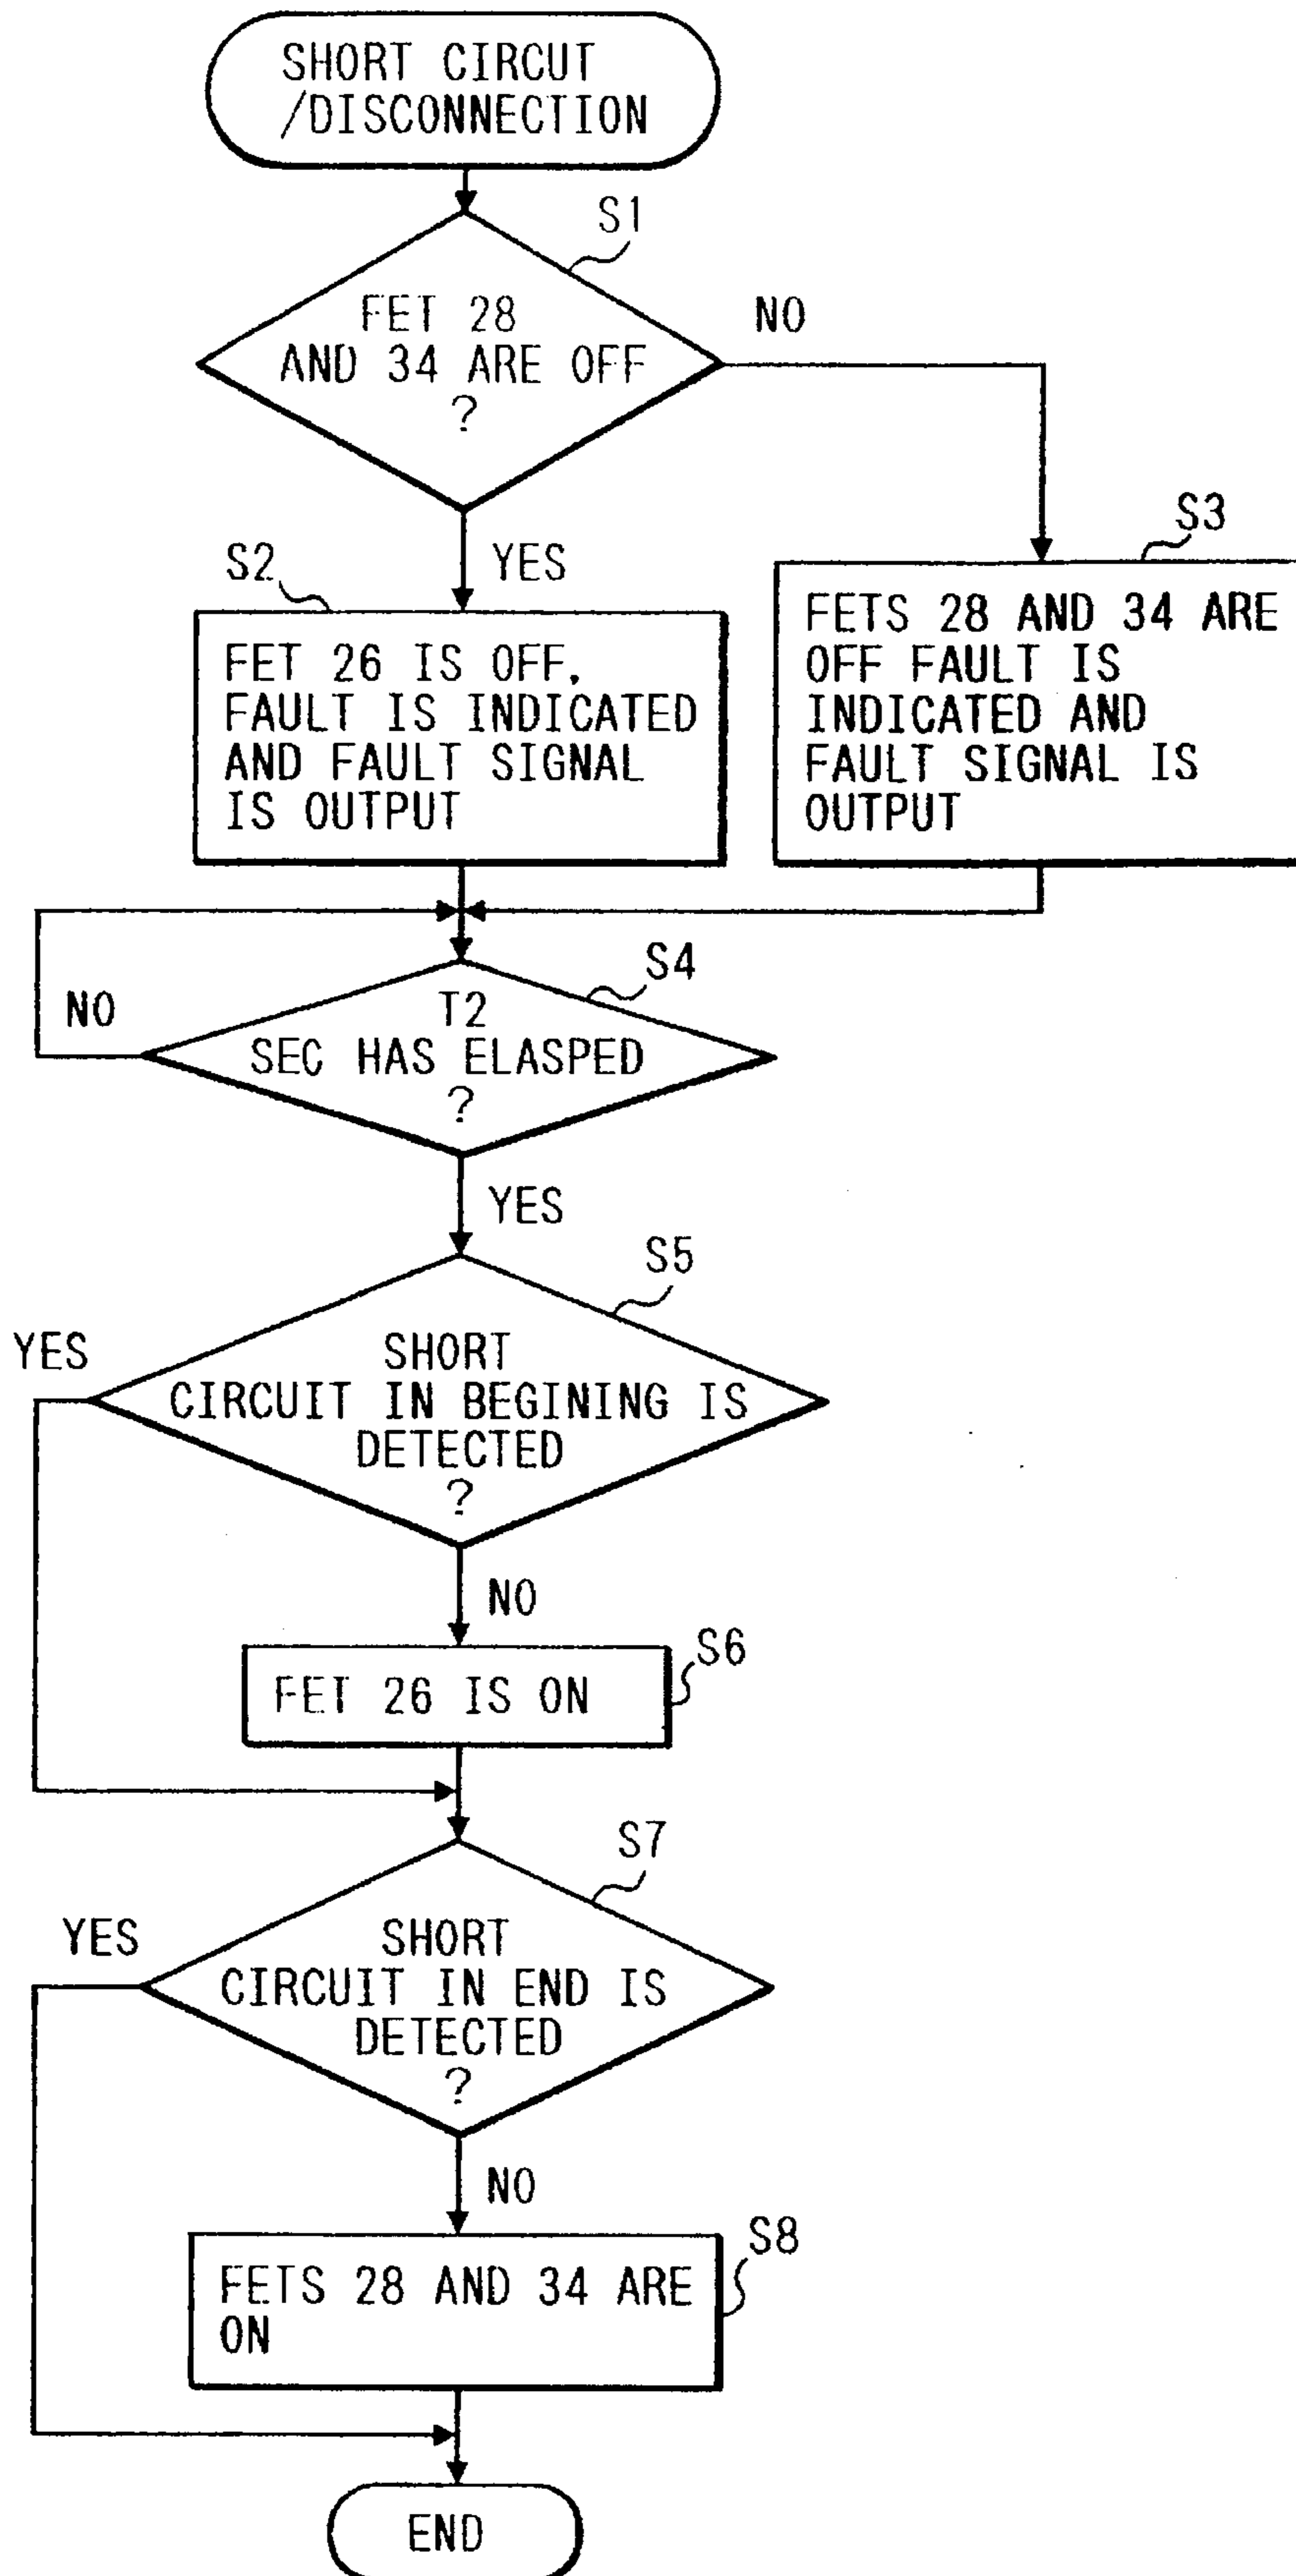 SHORT CIRCUT
/DISCONNECTION
S1
FET 28
AND 34 ARE OFF
?
NO
YES
S2
FET 26 IS OFF.
FAULT IS INDICATED
AND FAULT SIGNAL
IS OUTPUT
S3
FETS 28 AND 34 ARE
OFF FAULT IS
INDICATED AND
FAULT SIGNAL IS
OUTPUT
S4
NO
T2
SEC HAS ELASPED
?
YES
S5
YES
SHORT
CIRCUIT IN BEGINING IS
DETECTED
?
NO
S6
FET 26 IS ON
S7
YES
SHORT
CIRCUIT IN END IS
DETECTED
?
NO
S8
FETS 28 AND 34 ARE
ON
END